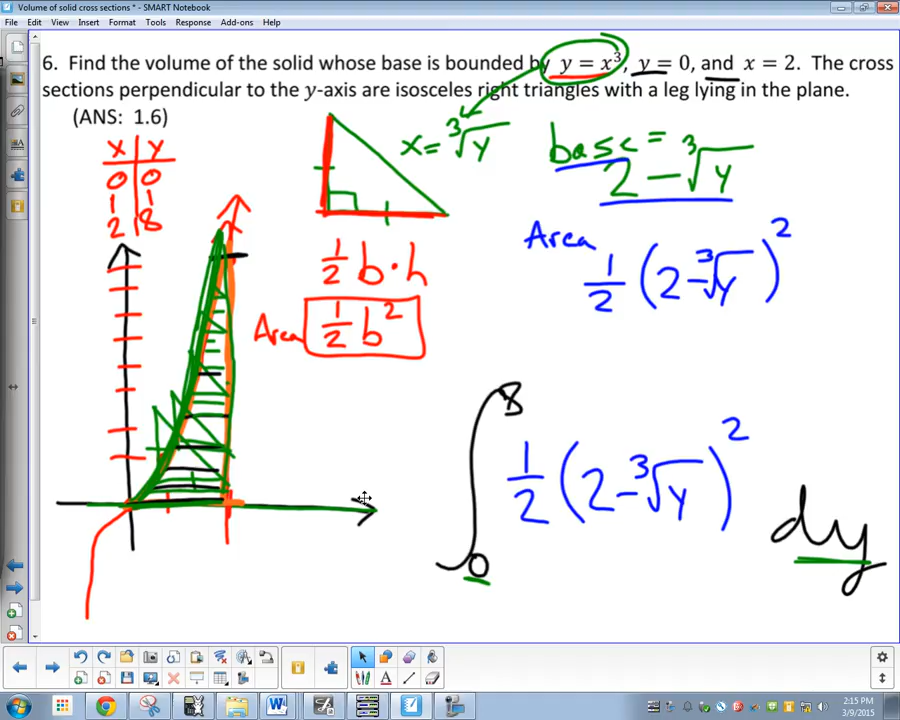 Volume of solid cross sections * - SMART Notebook
File Edit View Insert Format Tools Response Add-ons Help
6. Find the volume of the solid whose base is bounded by y = x³, y = 0, and x = 2. The cross
sections perpendicular to the y-axis are isosceles right triangles with a leg lying in the plane.
(ANS: 1.6)
x y
0 0
1 1
2 8
x = ∛y
base =
2 - ∛y
Area
1/2 (2 - ∛y)²
1/2 b · h
Area 1/2 b²
∫₀⁸ 1/2 (2 - ∛y)² dy
2:15 PM
3/9/2015